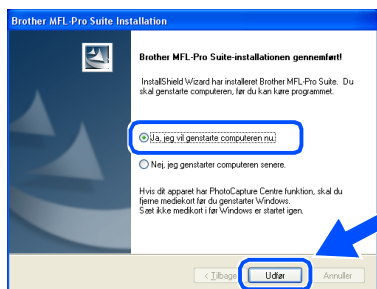 Brother MFL-Pro Suite Installation
Brother MFL-Pro Suite-installationen gennemført!
InstallShield Wizard har installeret Brother MFL-Pro Suite. Du
skal genstarte computeren, før du kan køre programmet.
Ja, jeg vil genstarte computeren nu.
Nej, jeg genstarter computeren senere.
Hvis dit apparet har PhotoCapture Centre funktion, skal du
fjerne mediekort før du genstarter Windows.
Sæt ikke medikort i før Windows er startet igen.
< Tilbage
Udfør
Annuller